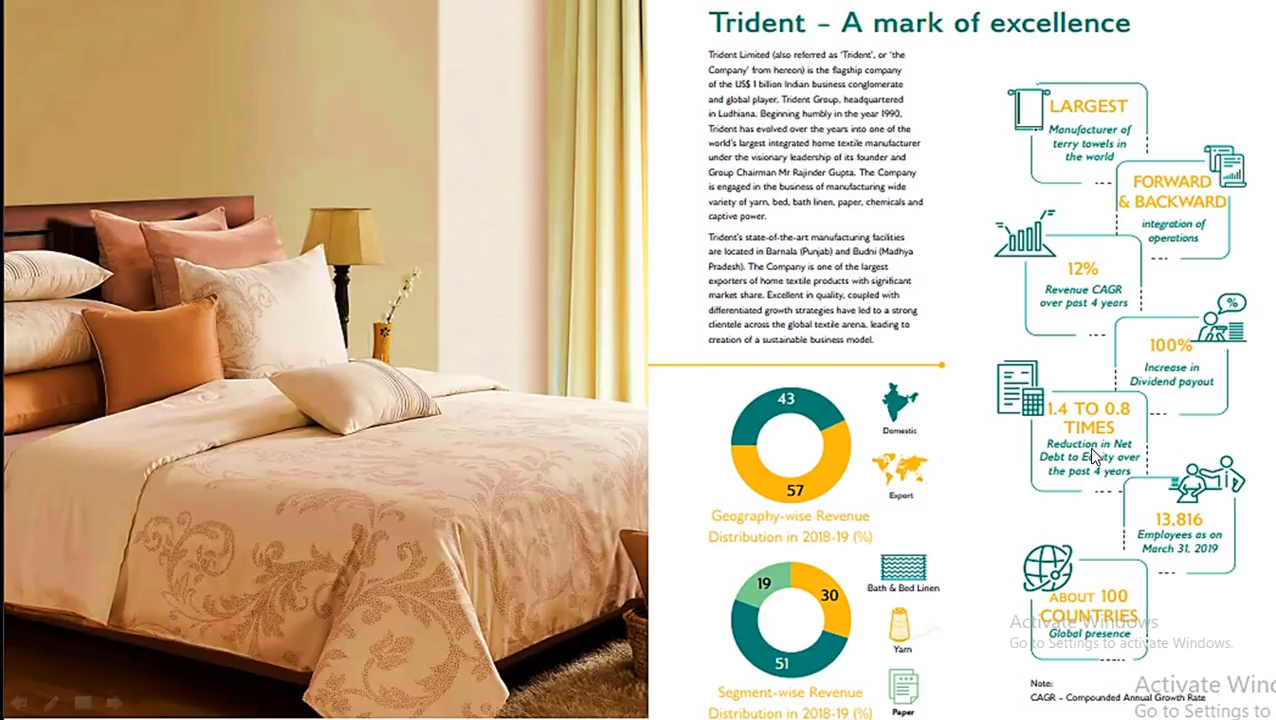 Trident – A mark of excellence
Trident Limited (also referred as 'Trident', or 'the
Company' from hereon) is the flagship company
of the US$ 1 billion Indian business conglomerate
and global player, Trident Group, headquartered
in Ludhiana. Beginning humbly in the year 1990,
Trident has evolved over the years into one of the
world's largest integrated home textile manufacturer
under the visionary leadership of its founder and
Group Chairman Mr Rajinder Gupta. The Company
is engaged in the business of manufacturing wide
variety of yarn, bed, bath linen, paper, chemicals and
captive power.
Trident's state-of-the-art manufacturing facilities
are located in Barnala (Punjab) and Budni (Madhya
Pradesh). The Company is one of the largest
exporters of home textile products with significant
market share. Excellent in quality, coupled with
differentiated growth strategies have led to a strong
clientele across the global textile arena, leading to
creation of a sustainable business model.
43
57
Domestic
Export
Geography-wise Revenue
Distribution in 2018-19 (%)
19
30
51
Bath & Bed Linen
Yarn
Paper
Segment-wise Revenue
Distribution in 2018-19 (%)
LARGEST
Manufacturer of
terry towels in
the world
FORWARD
& BACKWARD
integration of
operations
12%
Revenue CAGR
over past 4 years
%
100%
Increase in
Dividend payout
1.4 TO 0.8
TIMES
Reduction in Net
Debt to Equity over
the past 4 years
13,816
Employees as on
March 31, 2019
ABOUT 100
COUNTRIES
Global presence
Activate Windows
Go to Settings to activate Windows.
Note:
CAGR – Compounded Annual Growth Rate
Activate Winc
Go to Settings to